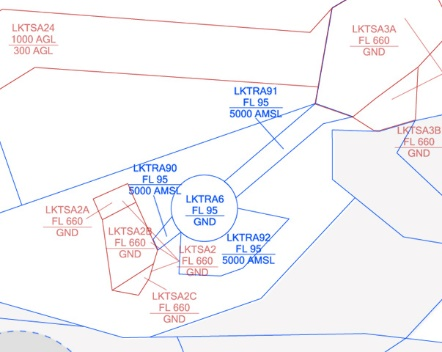 LKTSA24
1000 AGL
300 AGL
LKTSA3A
FL 660
GND
LKTRA91
FL 95
5000 AMSL
LKTSA3B
FL 660
GND
LKTRA90
FL 95
5000 AMSL
LKTRA6
FL 95
GND
LKTSA2A
FL 660
GND
LKTSA2B
FL 660
GND
LKTSA2
FL 660
GND
LKTRA92
FL 95
5000 AMSL
LKTSA2C
FL 660
GND